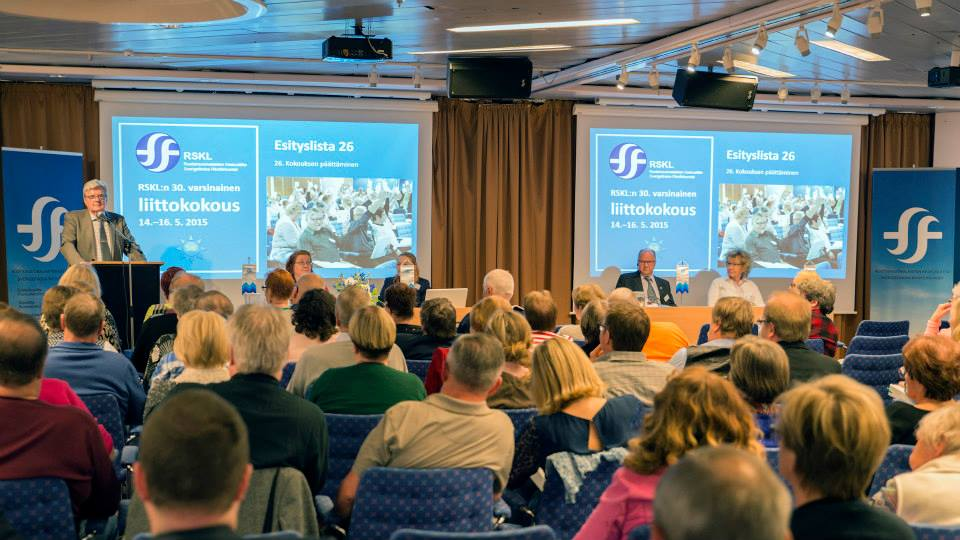 RSKL
RSKL:n 30. varsinainen
liittokokous
14.–16. 5. 2015
Esityslista 26
26. Kokouksen päättäminen
RSKL
RSKL:n 30. varsinainen
liittokokous
14.–16. 5. 2015
Esityslista 26
26. Kokouksen päättäminen